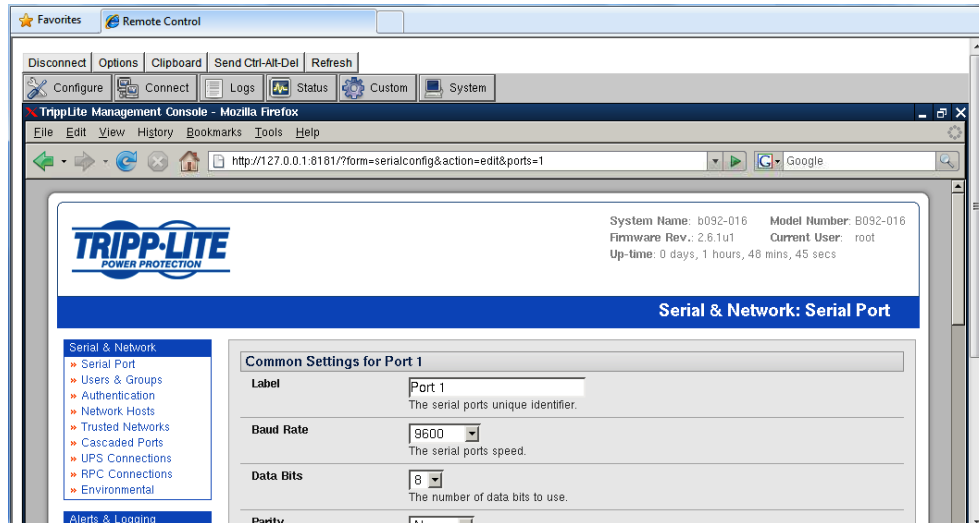 Favorites Remote Control
Disconnect Options Clipboard Send Ctrl-Alt-Del Refresh
Configure Connect Logs Status Custom System
TrippLite Management Console - Mozilla Firefox
File Edit View History Bookmarks Tools Help
http://127.0.0.1:8181/?form=serialconfig&action=edit&ports=1 G Google
TRIPP·LITE
POWER PROTECTION
System Name: b092-016 Model Number: B092-016
Firmware Rev.: 2.6.1u1 Current User: root
Up-time: 0 days, 1 hours, 48 mins, 45 secs
Serial & Network: Serial Port
Serial & Network
» Serial Port
» Users & Groups
» Authentication
» Network Hosts
» Trusted Networks
» Cascaded Ports
» UPS Connections
» RPC Connections
» Environmental
Alerts & Logging
Common Settings for Port 1
Label Port 1
The serial ports unique identifier.
Baud Rate 9600
The serial ports speed.
Data Bits 8
The number of data bits to use.
Parity